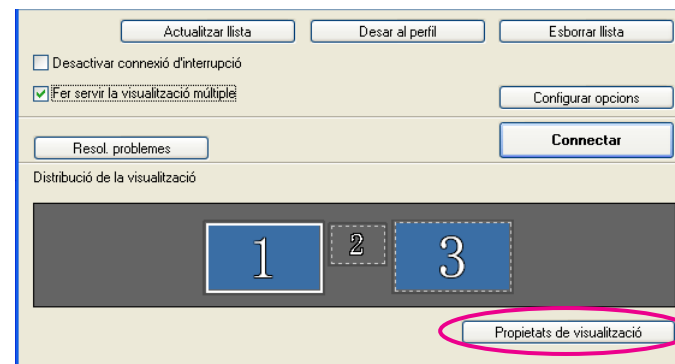 Actualitzar llista Desar al perfil Esborrar llista
Desactivar connexió d'interrupció
Fer servir la visualització múltiple
Configurar opcions
Connectar
Resol. problemes
Distribució de la visualització
1 2 3
Propietats de visualització